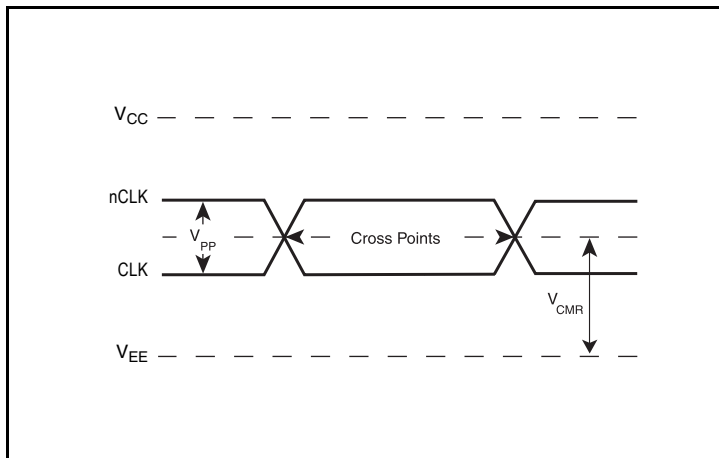 VCC
nCLK
VPP
Cross Points
CLK
VCMR
VEE